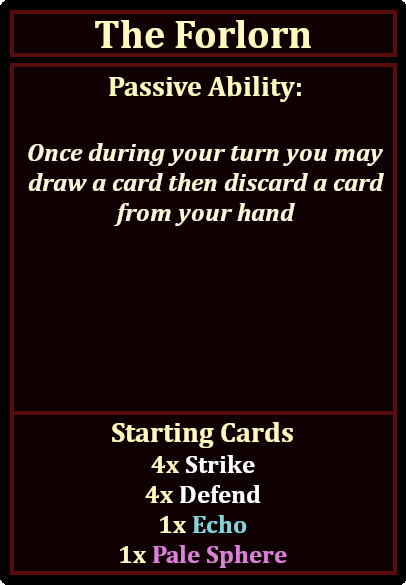 The Forlorn
Passive Ability:
Once during your turn you may
draw a card then discard a card
from your hand
Starting Cards
4x Strike
4x Defend
1x Echo
1x Pale Sphere